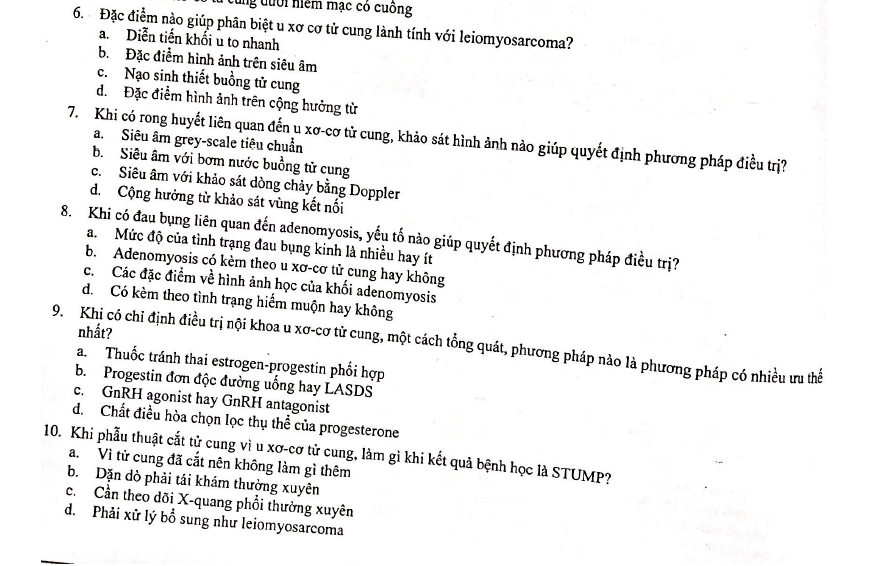 cung dưới niêm mạc có cuống
6. Đặc điểm nào giúp phân biệt u xơ cơ tử cung lành tính với leiomyosarcoma?
a. Diễn tiến khối u to nhanh
b. Đặc điểm hình ảnh trên siêu âm
c. Nạo sinh thiết buồng tử cung
d. Đặc điểm hình ảnh trên cộng hưởng từ
7. Khi có rong huyết liên quan đến u xơ-cơ tử cung, khảo sát hình ảnh nào giúp quyết định phương pháp điều trị?
a. Siêu âm grey-scale tiêu chuẩn
b. Siêu âm với bơm nước buồng tử cung
c. Siêu âm với khảo sát dòng chảy bằng Doppler
d. Cộng hưởng từ khảo sát vùng kết nối
8. Khi có đau bụng liên quan đến adenomyosis, yếu tố nào giúp quyết định phương pháp điều trị?
a. Mức độ của tình trạng đau bụng kinh là nhiều hay ít
b. Adenomyosis có kèm theo u xơ-cơ tử cung hay không
c. Các đặc điểm về hình ảnh học của khối adenomyosis
d. Có kèm theo tình trạng hiếm muộn hay không
9. Khi có chỉ định điều trị nội khoa u xơ-cơ tử cung, một cách tổng quát, phương pháp nào là phương pháp có nhiều ưu thế
nhất?
a. Thuốc tránh thai estrogen-progestin phối hợp
b. Progestin đơn độc đường uống hay LASDS
c. GnRH agonist hay GnRH antagonist
d. Chất điều hòa chọn lọc thụ thể của progesterone
10. Khi phẫu thuật cắt tử cung vì u xơ-cơ tử cung, làm gì khi kết quả bệnh học là STUMP?
a. Vì tử cung đã cắt nên không làm gì thêm
b. Dặn dò phải tái khám thường xuyên
c. Cần theo dõi X-quang phổi thường xuyên
d. Phải xử lý bổ sung như leiomyosarcoma